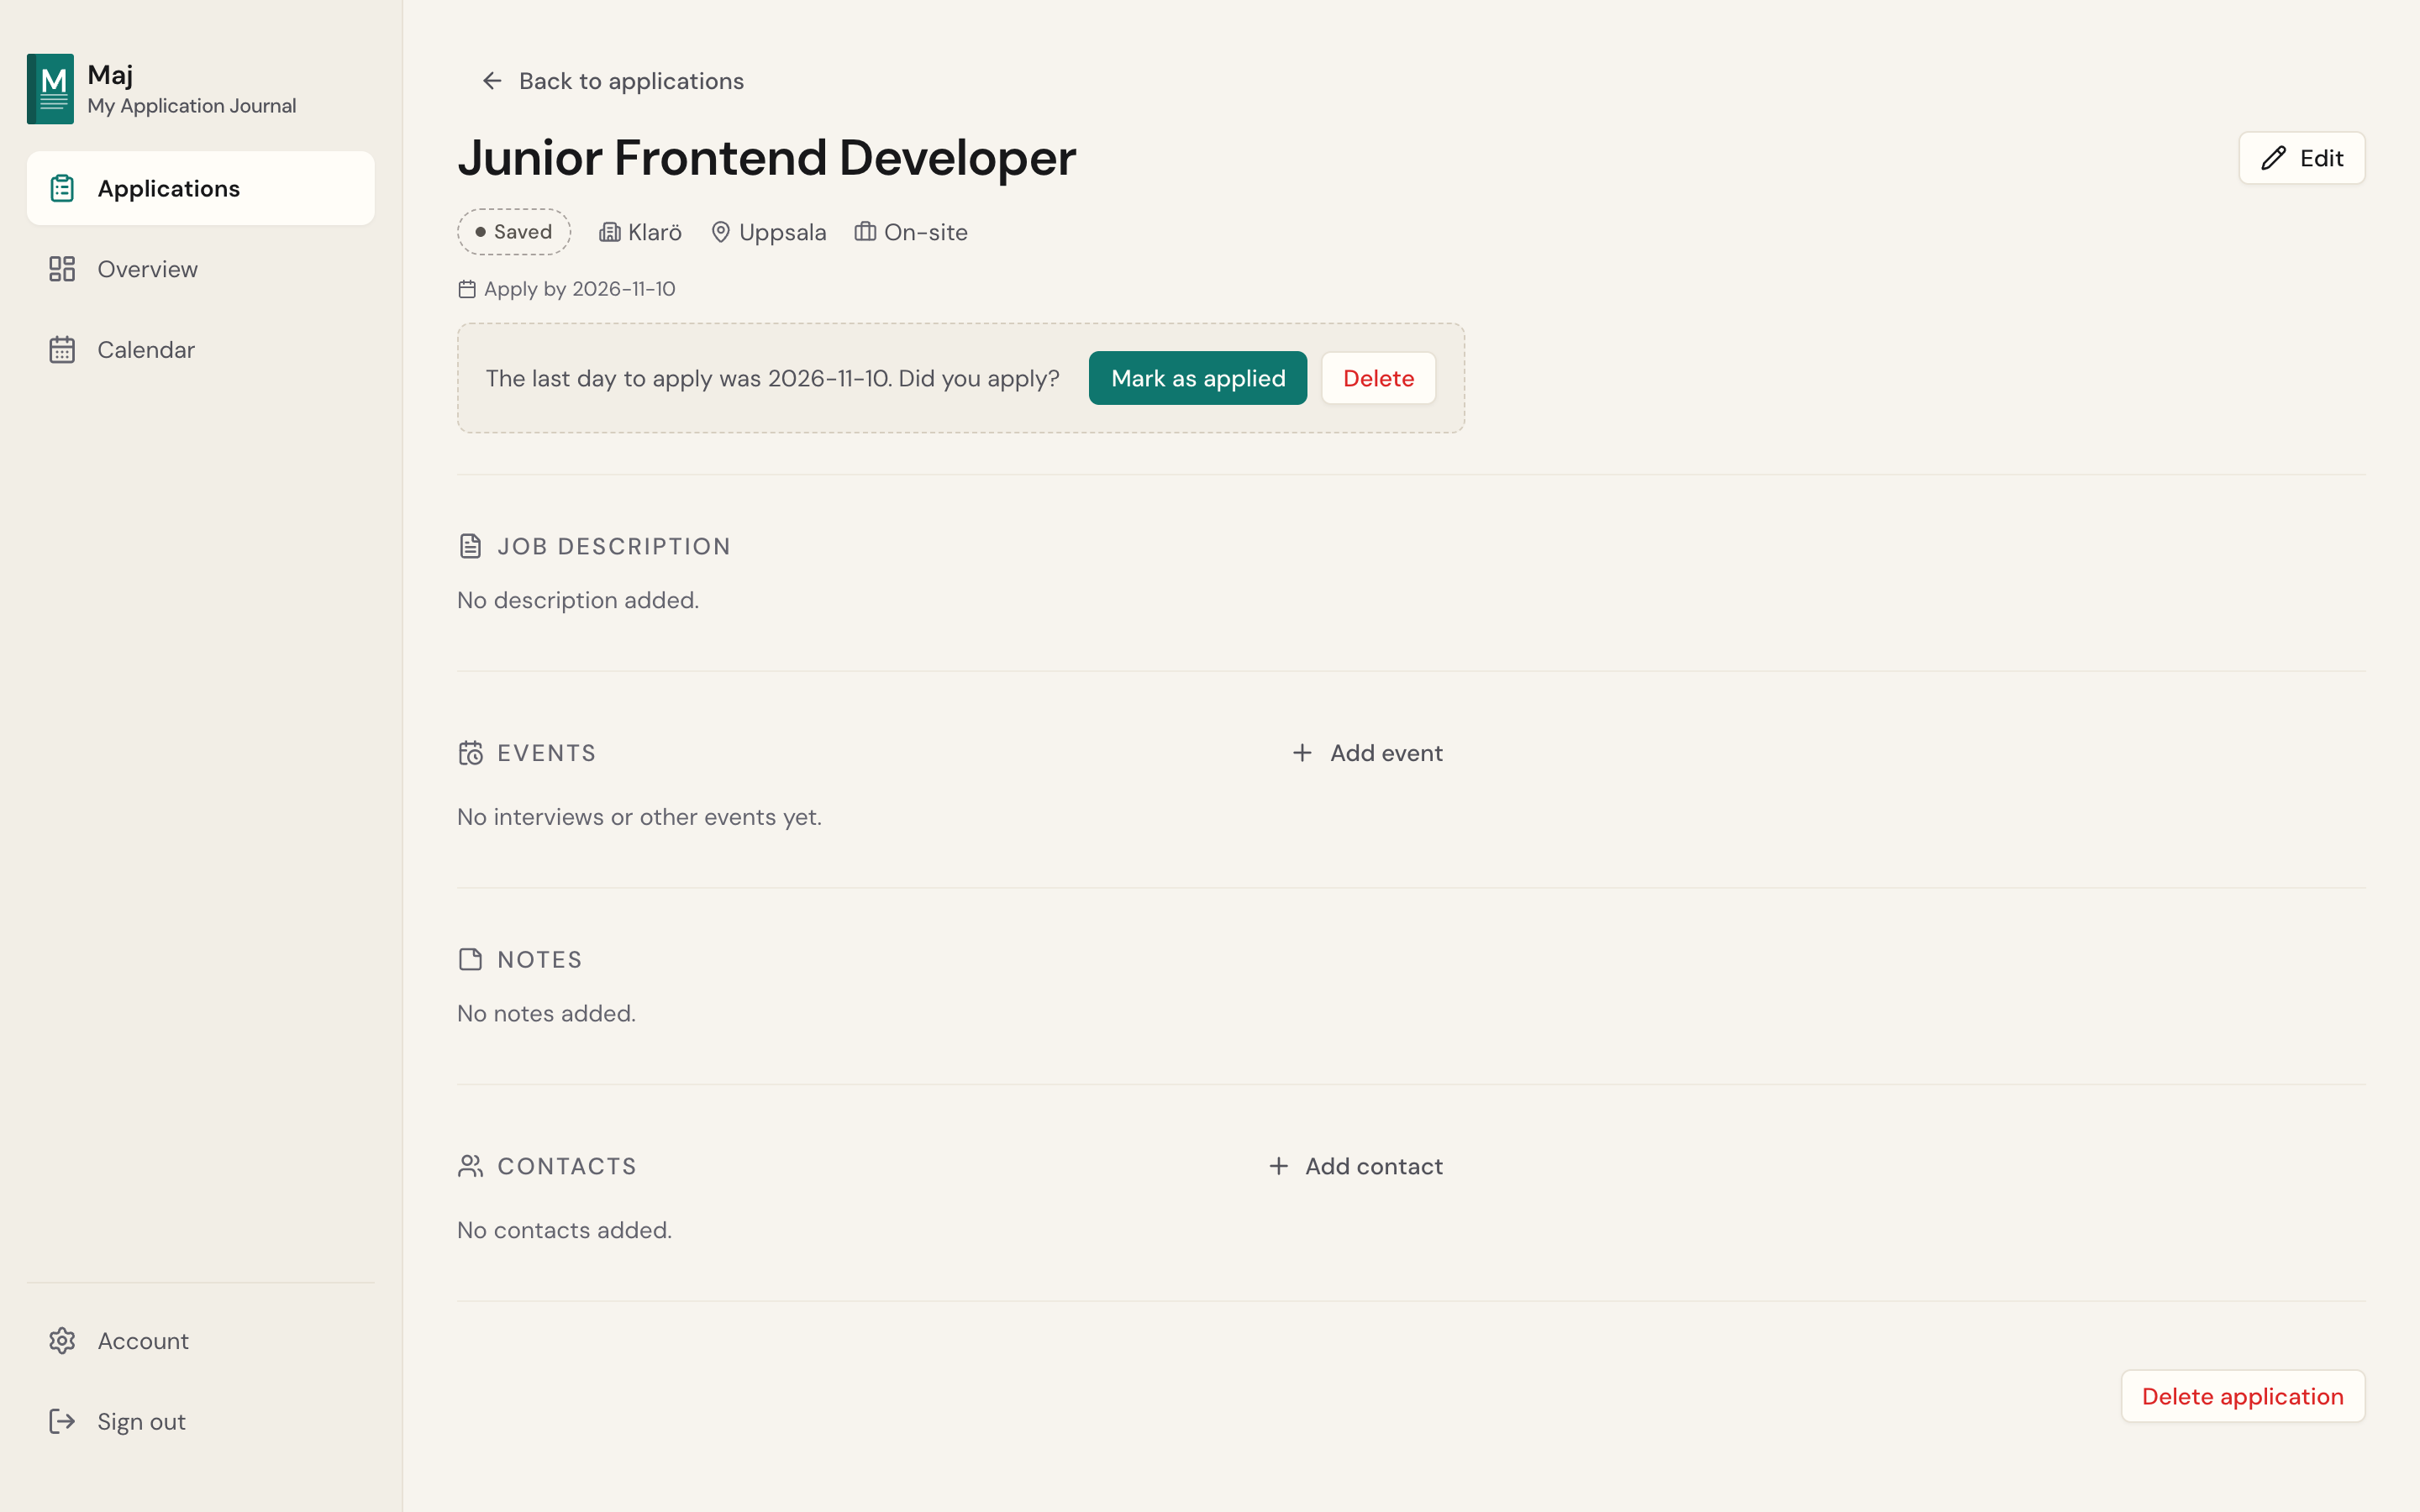 M
Maj
My Application Journal
Applications
Overview
Calendar
Account
Sign out
Back to applications
Junior Frontend Developer
Edit
Saved Klarö Uppsala On-site
Apply by 2026-11-10
The last day to apply was 2026-11-10. Did you apply? Mark as applied Delete
JOB DESCRIPTION
No description added.
EVENTS Add event
No interviews or other events yet.
NOTES
No notes added.
CONTACTS Add contact
No contacts added.
Delete application